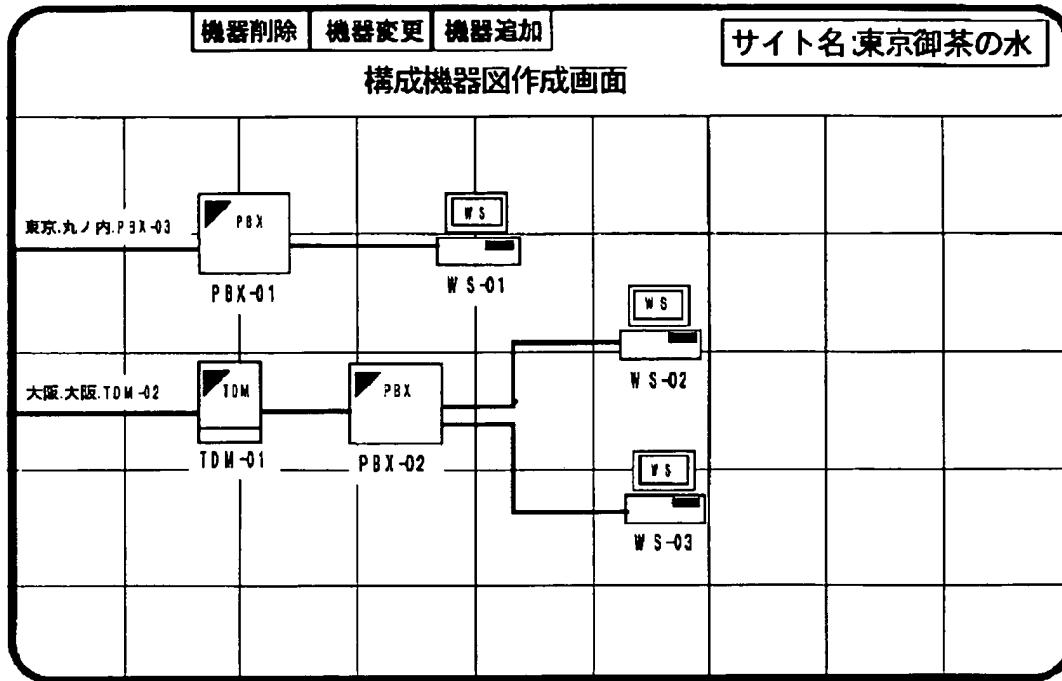 機器削除 機器変更 機器追加
サイト名:東京御茶の水
構成機器図作成画面
東京.丸ノ内.PBX-03
PBX
PBX-01
WS
WS-01
大阪.大阪.TDM-02
TDM
TDM-01
PBX
PBX-02
WS
WS-02
WS
WS-03